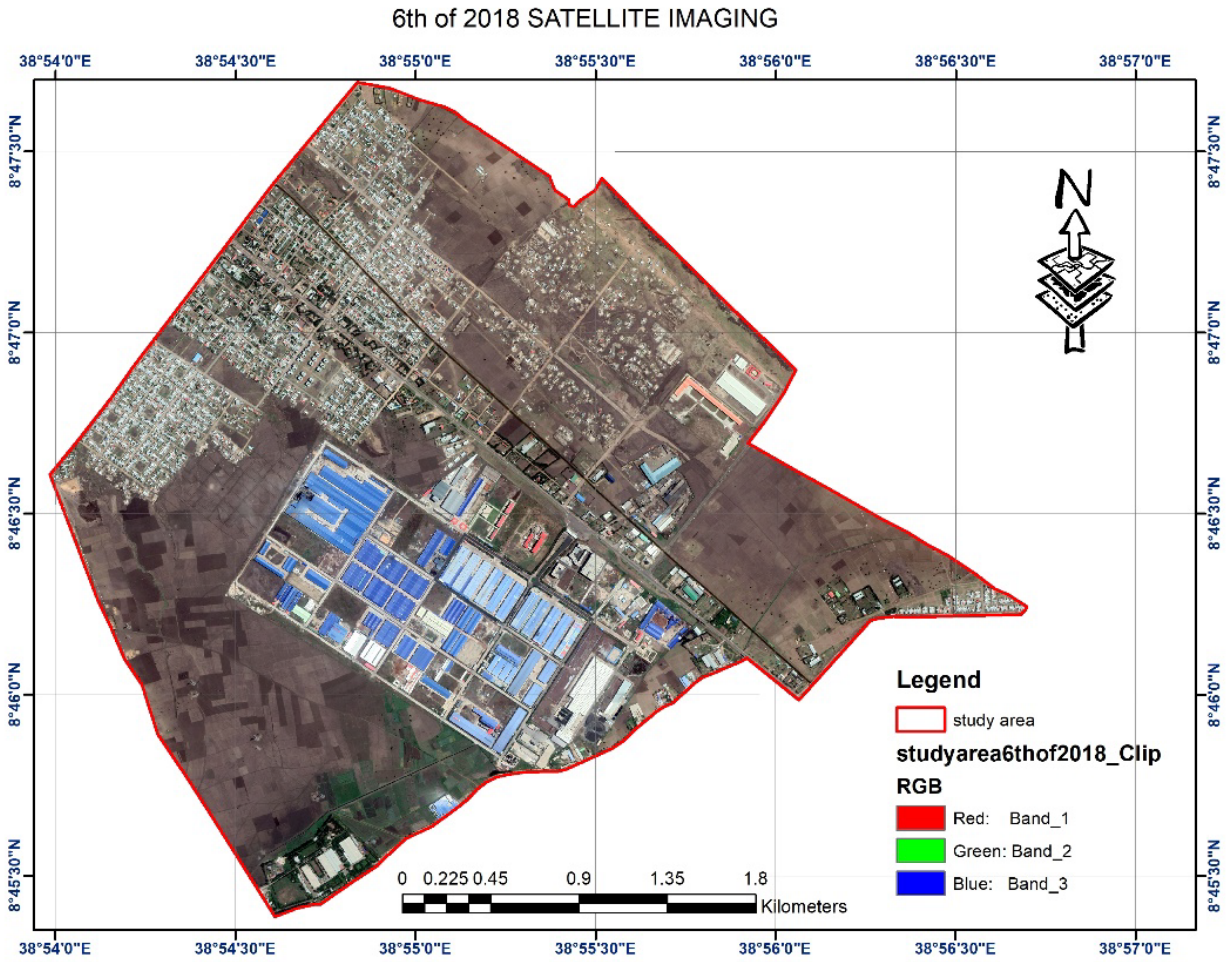 6th of 2018 SATELLITE IMAGING
38°54'0"E 38°54'30"E 38°55'0"E 38°55'30"E 38°56'0"E 38°56'30"E 38°57'0"E
8°47'30"N 8°47'30"N
N
8°47'0"N 8°47'0"N
8°46'30"N 8°46'30"N
8°46'0"N 8°46'0"N
Legend
study area
studyarea6thof2018_Clip
RGB
Red: Band_1
Green: Band_2
Blue: Band_3
8°45'30"N 8°45'30"N
0 0.225 0.45 0.9 1.35 1.8
Kilometers
38°54'0"E 38°54'30"E 38°55'0"E 38°55'30"E 38°56'0"E 38°56'30"E 38°57'0"E